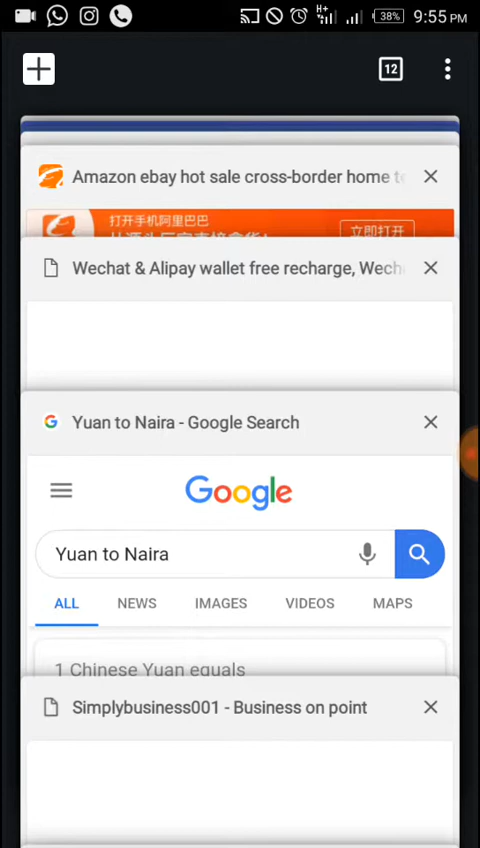 H+
38%
9:55 PM
12
Amazon ebay hot sale cross-border home
打开手机阿里巴巴
立即打开
Wechat & Alipay wallet free recharge, Wech
Yuan to Naira - Google Search
Google
Yuan to Naira
ALL NEWS IMAGES VIDEOS MAPS
1 Chinese Yuan equals
Simplybusiness001 - Business on point